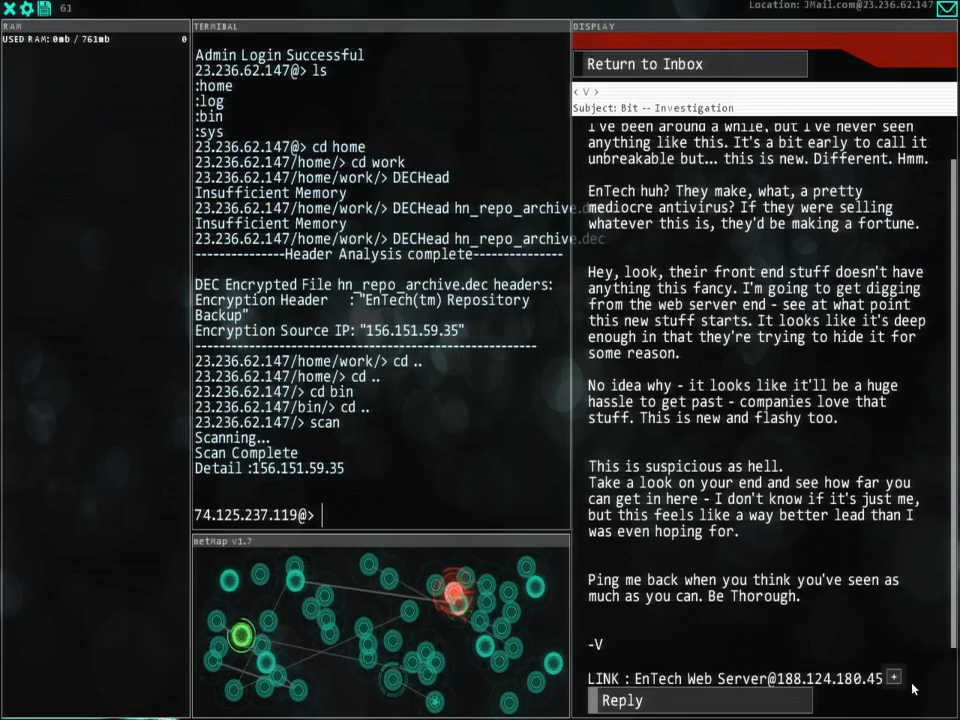 61
Location: JMail.com@23.236.62.147
RAM
USED RAM: 0mb / 761mb 0
TERMINAL
Admin Login Successful
23.236.62.147@> ls
:home
:log
:bin
:sys
23.236.62.147@> cd home
23.236.62.147/home/> cd work
23.236.62.147/home/work/> DECHead
Insufficient Memory
23.236.62.147/home/work/> DECHead hn_repo_archive.d
Insufficient Memory
23.236.62.147/home/work/> DECHead hn_repo_archive.dec
--------------Header Analysis complete--------------
DEC Encrypted File hn_repo_archive.dec headers:
Encryption Header : "EnTech(tm) Repository
Backup"
Encryption Source IP: "156.151.59.35"
---------------------------------------------------
23.236.62.147/home/work/> cd ..
23.236.62.147/home/> cd ..
23.236.62.147/> cd bin
23.236.62.147/bin/> cd ..
23.236.62.147/> scan
Scanning...
Scan Complete
Detail :156.151.59.35
74.125.237.119@>
netMap v1.7
DISPLAY
Return to Inbox
< V >
Subject: Bit -- Investigation
I've been around a while, but I've never seen
anything like this. It's a bit early to call it
unbreakable but... this is new. Different. Hmm.
EnTech huh? They make, what, a pretty
mediocre antivirus? If they were selling
whatever this is, they'd be making a fortune.
Hey, look, their front end stuff doesn't have
anything this fancy. I'm going to get digging
from the web server end - see at what point
this new stuff starts. It looks like it's deep
enough in that they're trying to hide it for
some reason.
No idea why - it looks like it'll be a huge
hassle to get past - companies love that
stuff. This is new and flashy too.
This is suspicious as hell.
Take a look on your end and see how far you
can get in here - I don't know if it's just me,
but this feels like a way better lead than I
was even hoping for.
Ping me back when you think you've seen as
much as you can. Be Thorough.
-V
LINK : EnTech Web Server@188.124.180.45 +
Reply